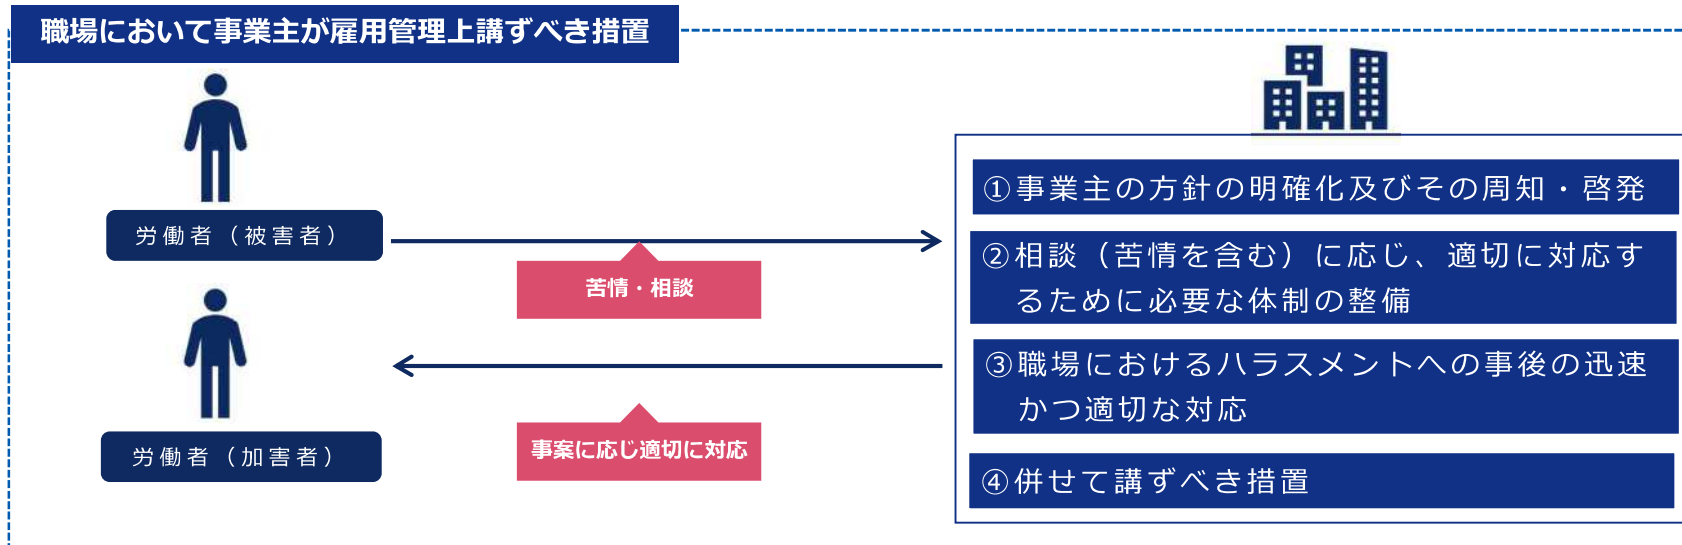 職場において事業主が雇用管理上講ずべき措置
労働者（被害者）
苦情・相談
労働者（加害者）
事案に応じ適切に対応
①事業主の方針の明確化及びその周知・啓発
②相談（苦情を含む）に応じ、適切に対応す
るために必要な体制の整備
③職場におけるハラスメントへの事後の迅速
かつ適切な対応
④併せて講ずべき措置